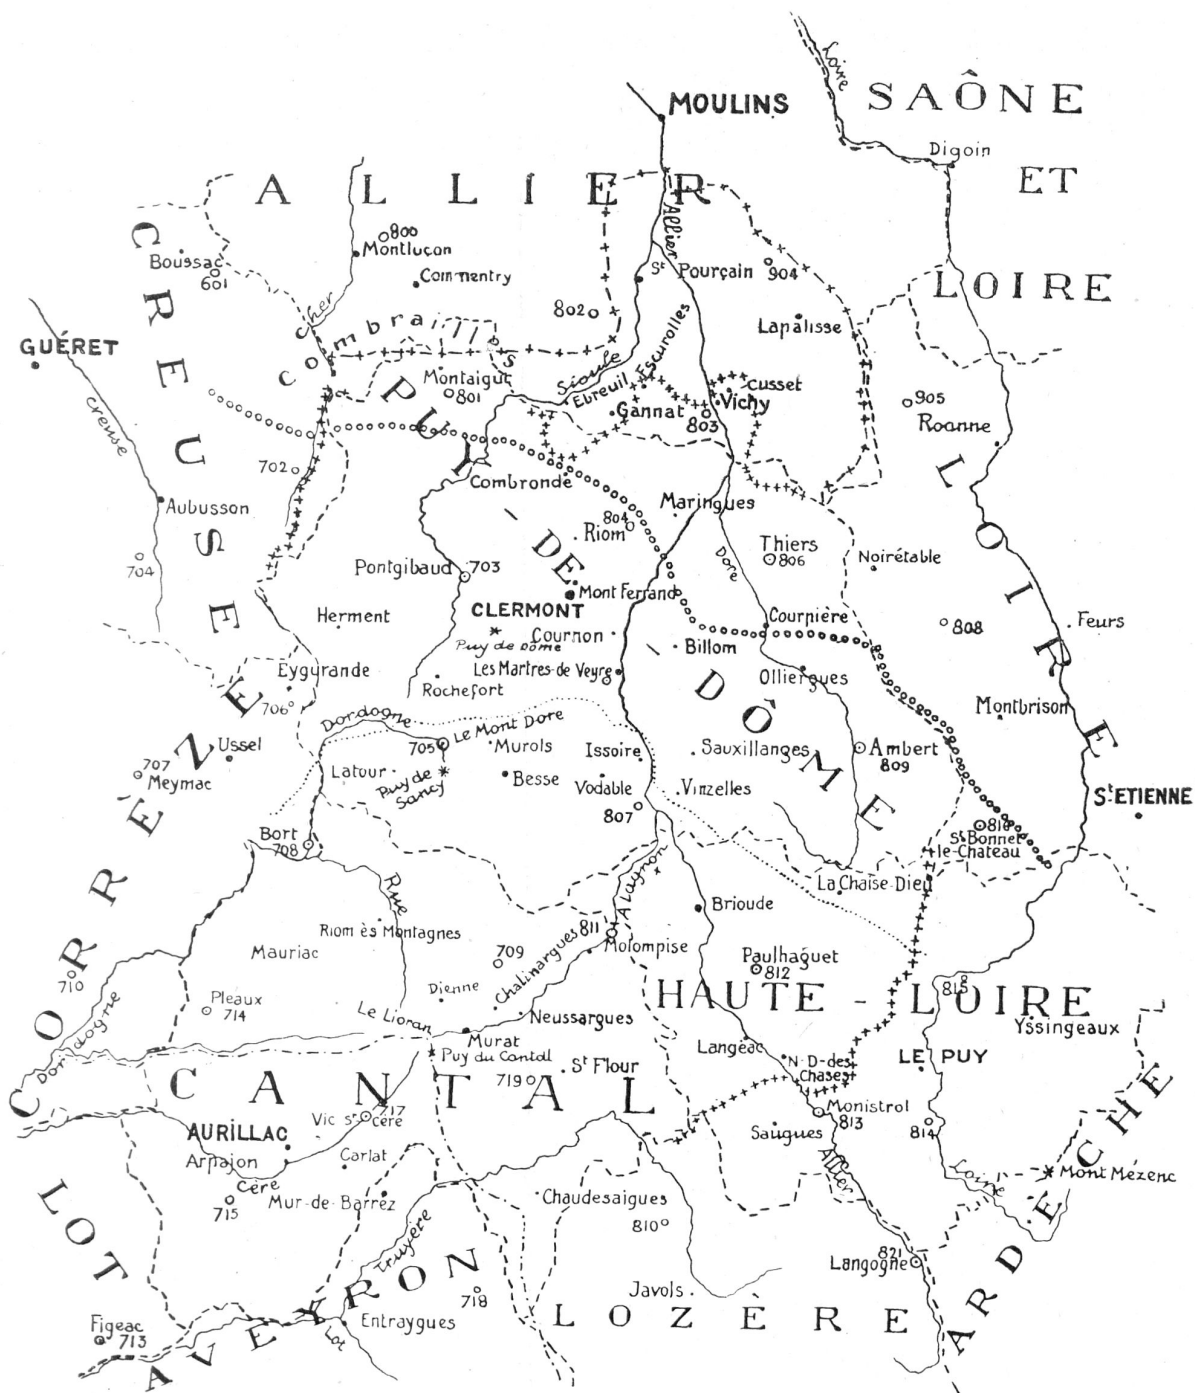 Loire
SAÔNE
MOULINS
Digoin
ET
ALLIER
Allier
800
Montluçon
Boussac
601
Commentry
St Pourçain
904
LOIRE
CREUSE
Cher
802
Lapalisse
Combrailles
GUÉRET
Escurolles
Sioule
Ebreuil
Montaigut
801
Cusset
Vichy
905
Gannat
803
Roanne
creuse
PUY-DE-DÔME
702
Combronde
LOIRE
Aubusson
Maringues
804
Riom
Thiers
806
Dore
Noirétable
704
Pontgibaud
703
Mont Ferrand
CLERMONT
Herment
Puy de Dôme
Cournon
Courpière
808
Feurs
Billom
Les Martres-de Veyre
Eygurande
Rochefort
Olliergues
706
Montbrison
Dordogne
Le Mont Dore
CORRÉZE
705
Murols
Issoire
Sauxillanges
Ambert
809
Ussel
707
Meymac
Latour
Puy de Sancy
Besse
Vodable
Vinzelles
St ETIENNE
807
Bort
708
816
St Bonnet
le-Chateau
Alagnon
La Chaise-Dieu
Rue
Brioude
Riom ès Montagnes
811
Molompise
Mauriac
709
Chalinargues
Paulhaguet
812
710
Dienne
Pleaux
714
HAUTE-LOIRE
815
Dordogne
Le Lioran
Neussargues
Yssingeaux
Murat
Puy du Cantal
Langeac
LE PUY
St Flour
N-D-des
Chases
719
CANTAL
Vic sr Cère
717
Monistrol
813
AURILLAC
Saugues
814
Arpajon
Carlat
Allier
Loire
Mont Mézenc
Cère
715
Mur-de-Barrez
Chaudesaigues
810
LOT
Truyère
ARDÉCHE
821
Langogne
718
Javols
AVEYRON
Entraygues
LOZÈRE
Figeac
713
Lot